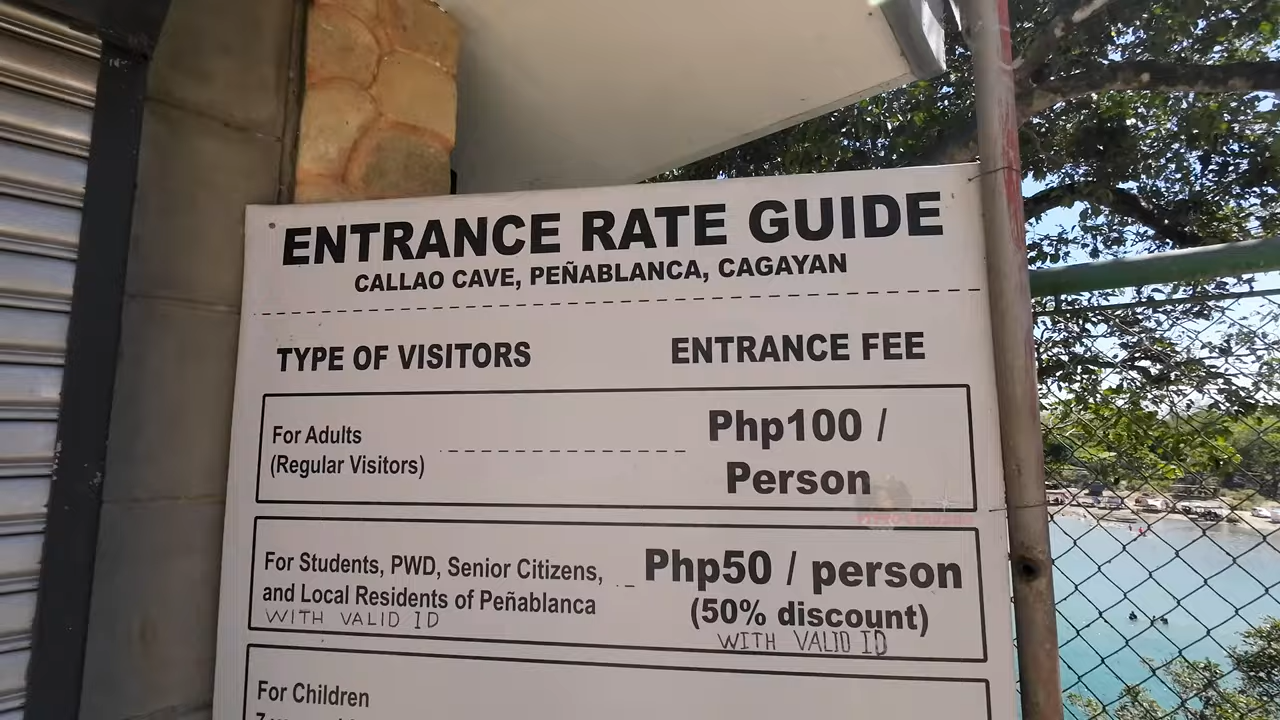 ENTRANCE RATE GUIDE
CALLAO CAVE, PEÑABLANCA, CAGAYAN
TYPE OF VISITORS ENTRANCE FEE
For Adults
(Regular Visitors)
Php100 /
Person
For Students, PWD, Senior Citizens,
and Local Residents of Peñablanca
WITH VALID ID
Php50 / person
(50% discount)
WITH VALID ID
For Children